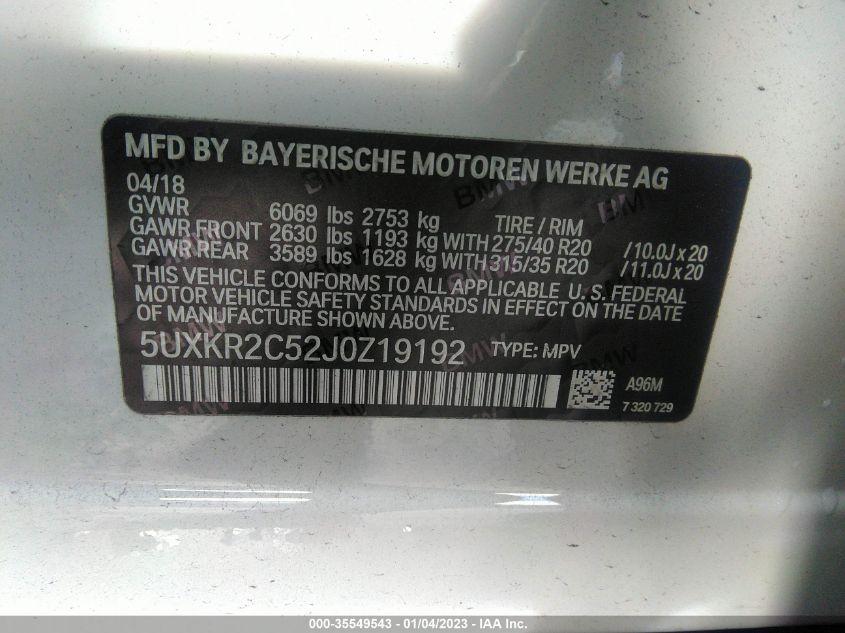 MFD BY BAYERISCHE MOTOREN WERKE AG
04/18
GVWR 6069 lbs 2753 kg TIRE / RIM
GAWR FRONT 2630 lbs 1193 kg WITH 275/40 R20 /10.0J x 20
GAWR REAR 3589 lbs 1628 kg WITH 315/35 R20 /11.0J x 20
THIS VEHICLE CONFORMS TO ALL APPLICABLE U. S. FEDERAL
MOTOR VEHICLE SAFETY STANDARDS IN EFFECT ON THE DATE
OF MANUFACTURE SHOWN ABOVE.
5UXKR2C52J0Z19192 TYPE: MPV
A96M
7 320 729
000-35549543 - 01/04/2023 - IAA Inc.